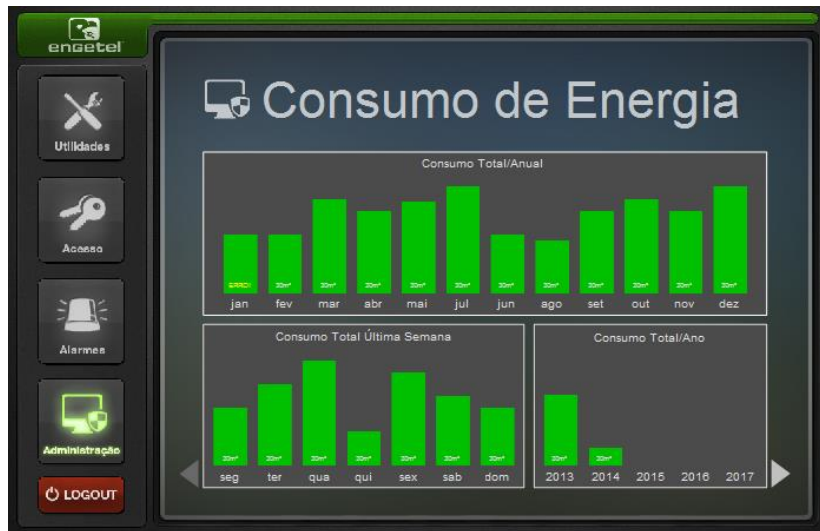 engetel
Consumo de Energia
Utilidades
Acesso
Alarmes
Administração
LOGOUT
Consumo Total/Anual
ERRO!
jan fev mar abr mai jul jun ago set out nov dez
Consumo Total Última Semana
seg ter qua qui sex sab dom
Consumo Total/Ano
2013 2014 2015 2016 2017